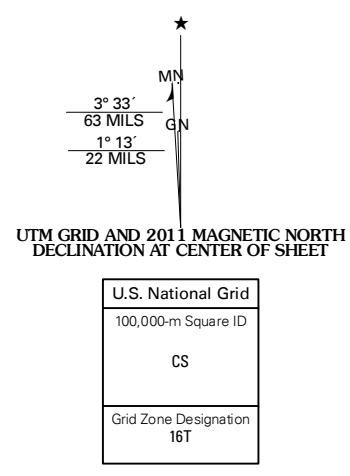 ★
MN
3° 33´
63 MILS
GN
1° 13´
22 MILS
UTM GRID AND 2011 MAGNETIC NORTH
DECLINATION AT CENTER OF SHEET
U.S. National Grid
100,000-m Square ID
CS
Grid Zone Designation
16T